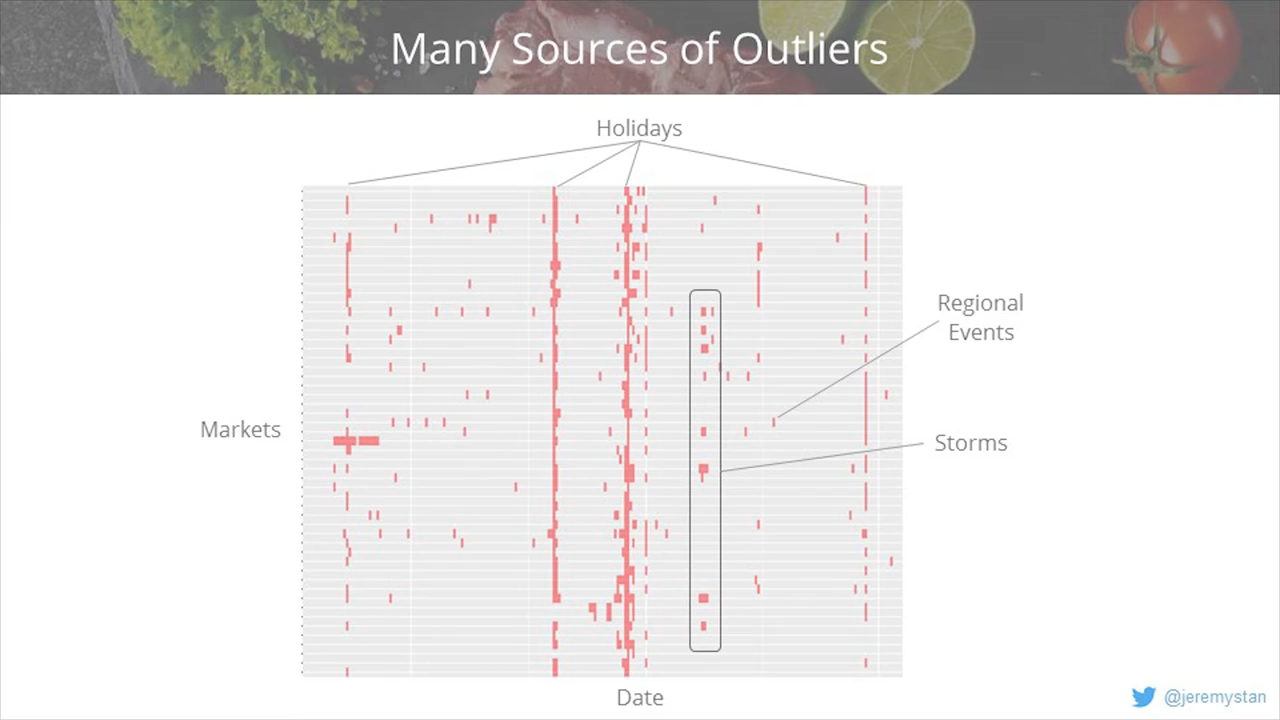 Many Sources of Outliers
Holidays
Regional
Events
Markets
Storms
Date
@jeremystan